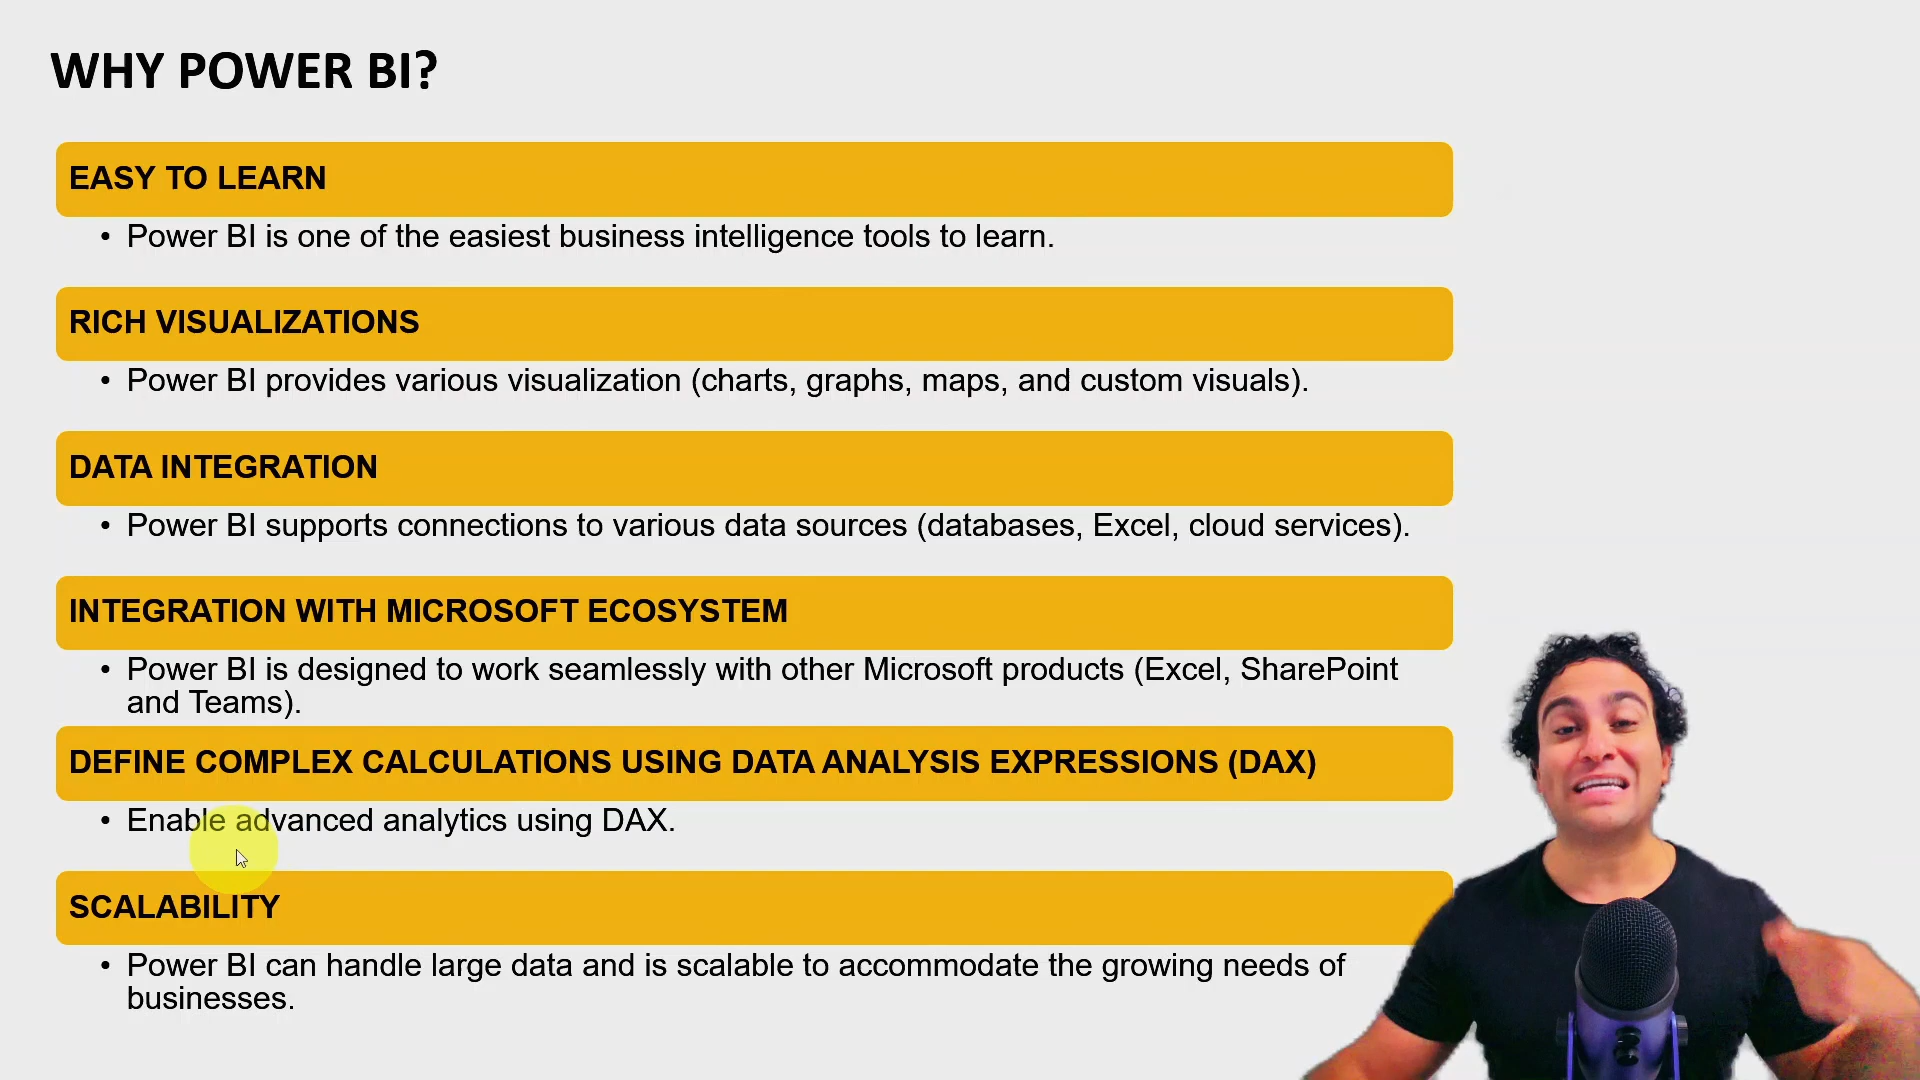 WHY POWER BI?
EASY TO LEARN
• Power BI is one of the easiest business intelligence tools to learn.
RICH VISUALIZATIONS
• Power BI provides various visualization (charts, graphs, maps, and custom visuals).
DATA INTEGRATION
• Power BI supports connections to various data sources (databases, Excel, cloud services).
INTEGRATION WITH MICROSOFT ECOSYSTEM
• Power BI is designed to work seamlessly with other Microsoft products (Excel, SharePoint
and Teams).
DEFINE COMPLEX CALCULATIONS USING DATA ANALYSIS EXPRESSIONS (DAX)
• Enable advanced analytics using DAX.
SCALABILITY
• Power BI can handle large data and is scalable to accommodate the growing needs of
businesses.